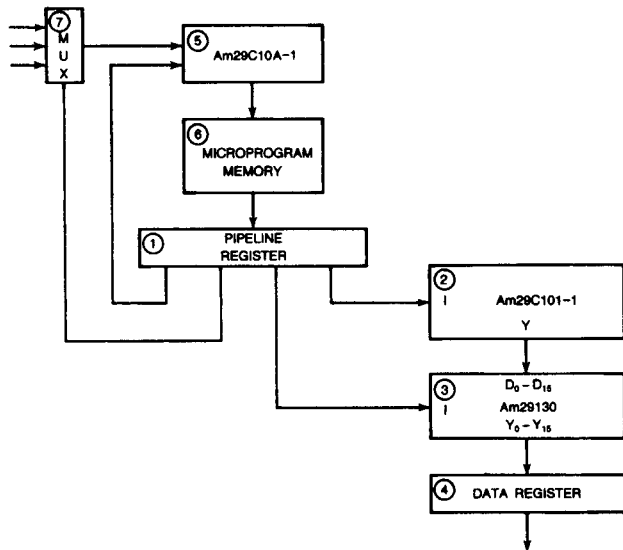 7
M
U
X
5
Am29C10A-1
6
MICROPROGRAM
MEMORY
1
PIPELINE
REGISTER
2
I
Am29C101-1
Y
3
D₀-D₁₅
I
Am29130
Y₀-Y₁₅
4
DATA REGISTER